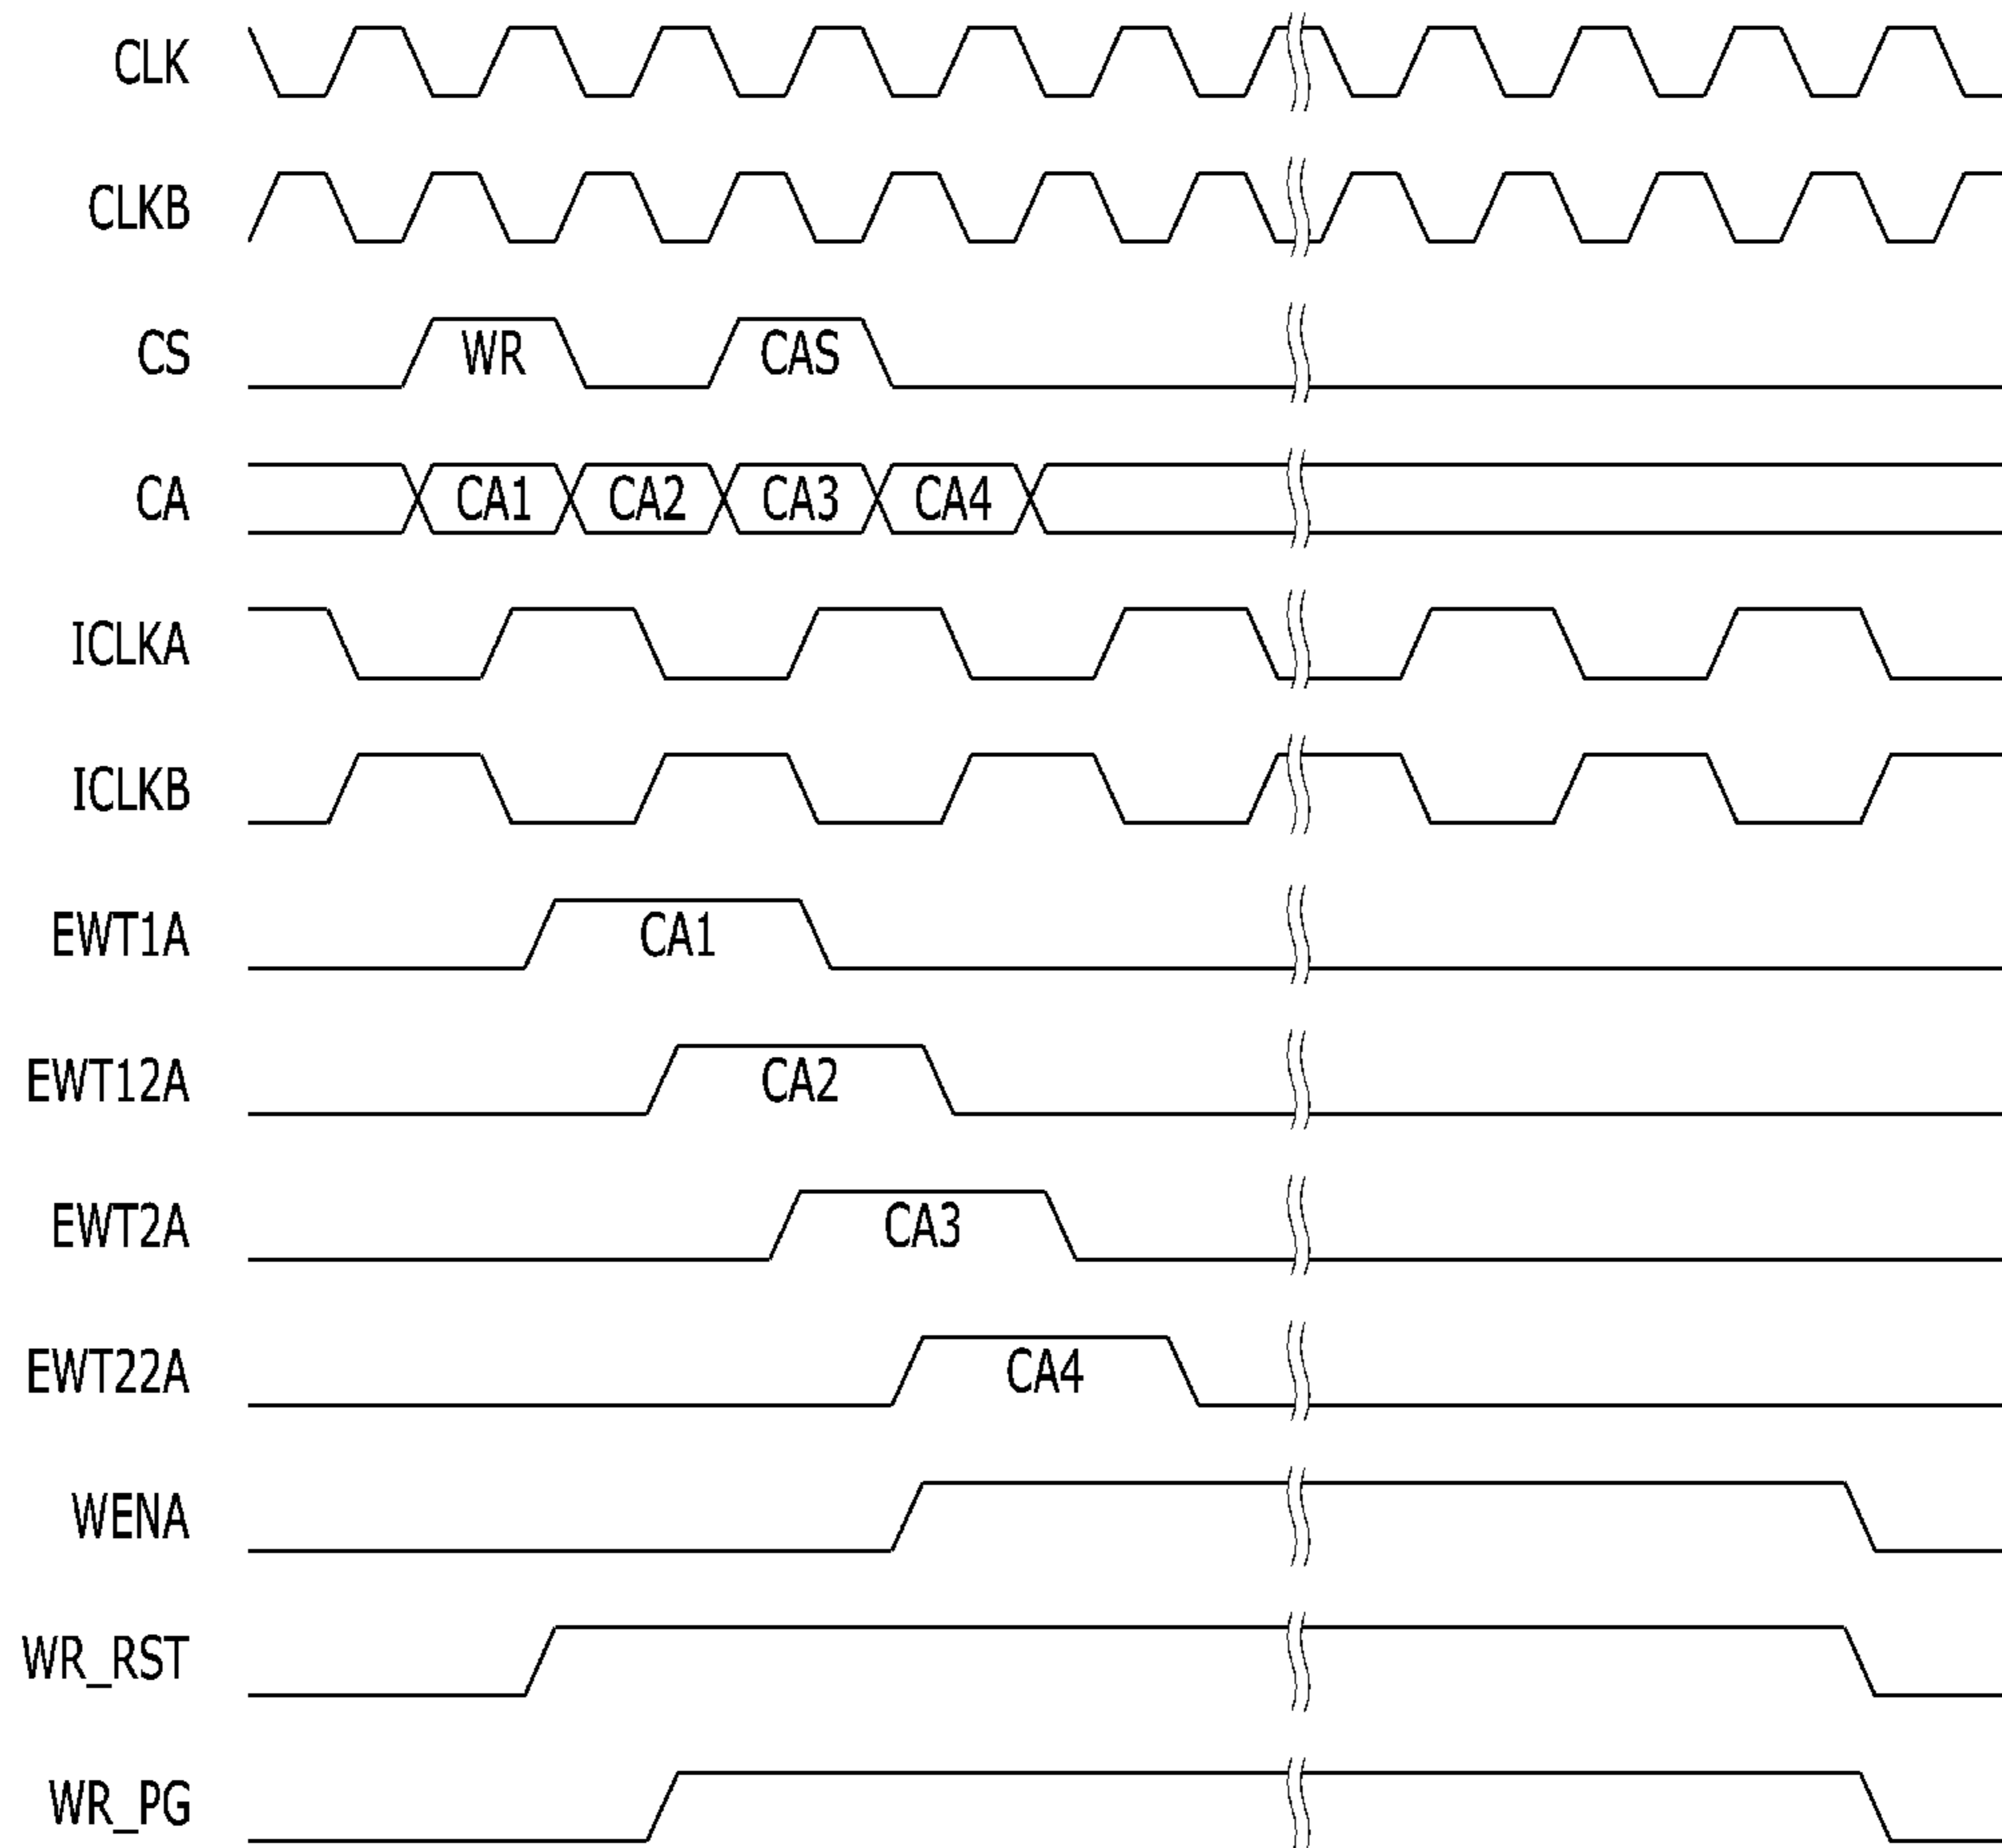 CLK
CLKB
CS WR CAS
CA CA1 CA2 CA3 CA4
ICLKA
ICLKB
EWT1A CA1
EWT12A CA2
EWT2A CA3
EWT22A CA4
WENA
WR_RST
WR_PG